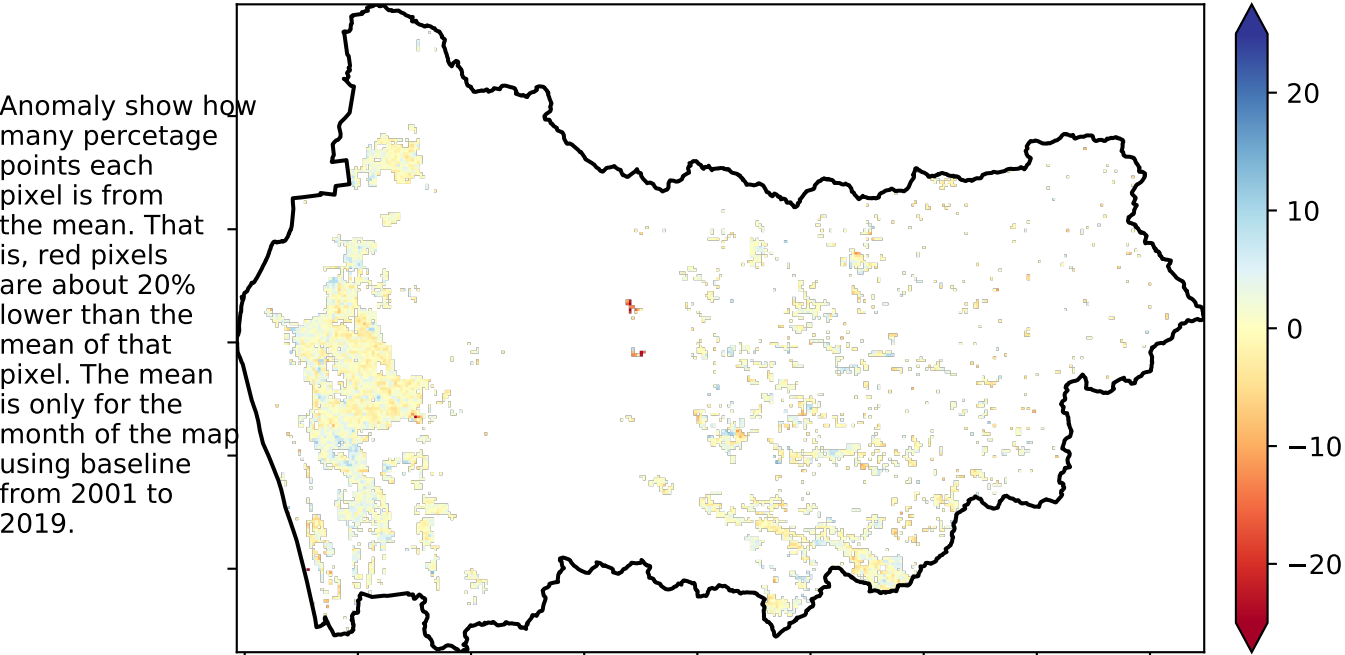 Anomaly show how
many percetage
points each
pixel is from
the mean. That
is, red pixels
are about 20%
lower than the
mean of that
pixel. The mean
is only for the
month of the map
using baseline
from 2001 to
2019.
20
10
0
−10
−20